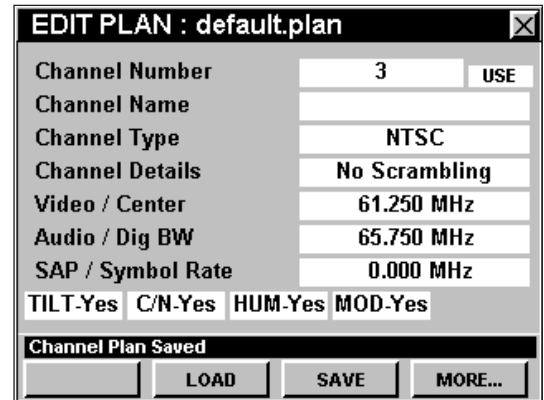 EDIT PLAN : default.plan
Channel Number 3 USE
Channel Name
Channel Type NTSC
Channel Details No Scrambling
Video / Center 61.250 MHz
Audio / Dig BW 65.750 MHz
SAP / Symbol Rate 0.000 MHz
TILT-Yes C/N-Yes HUM-Yes MOD-Yes
Channel Plan Saved
LOAD SAVE MORE...